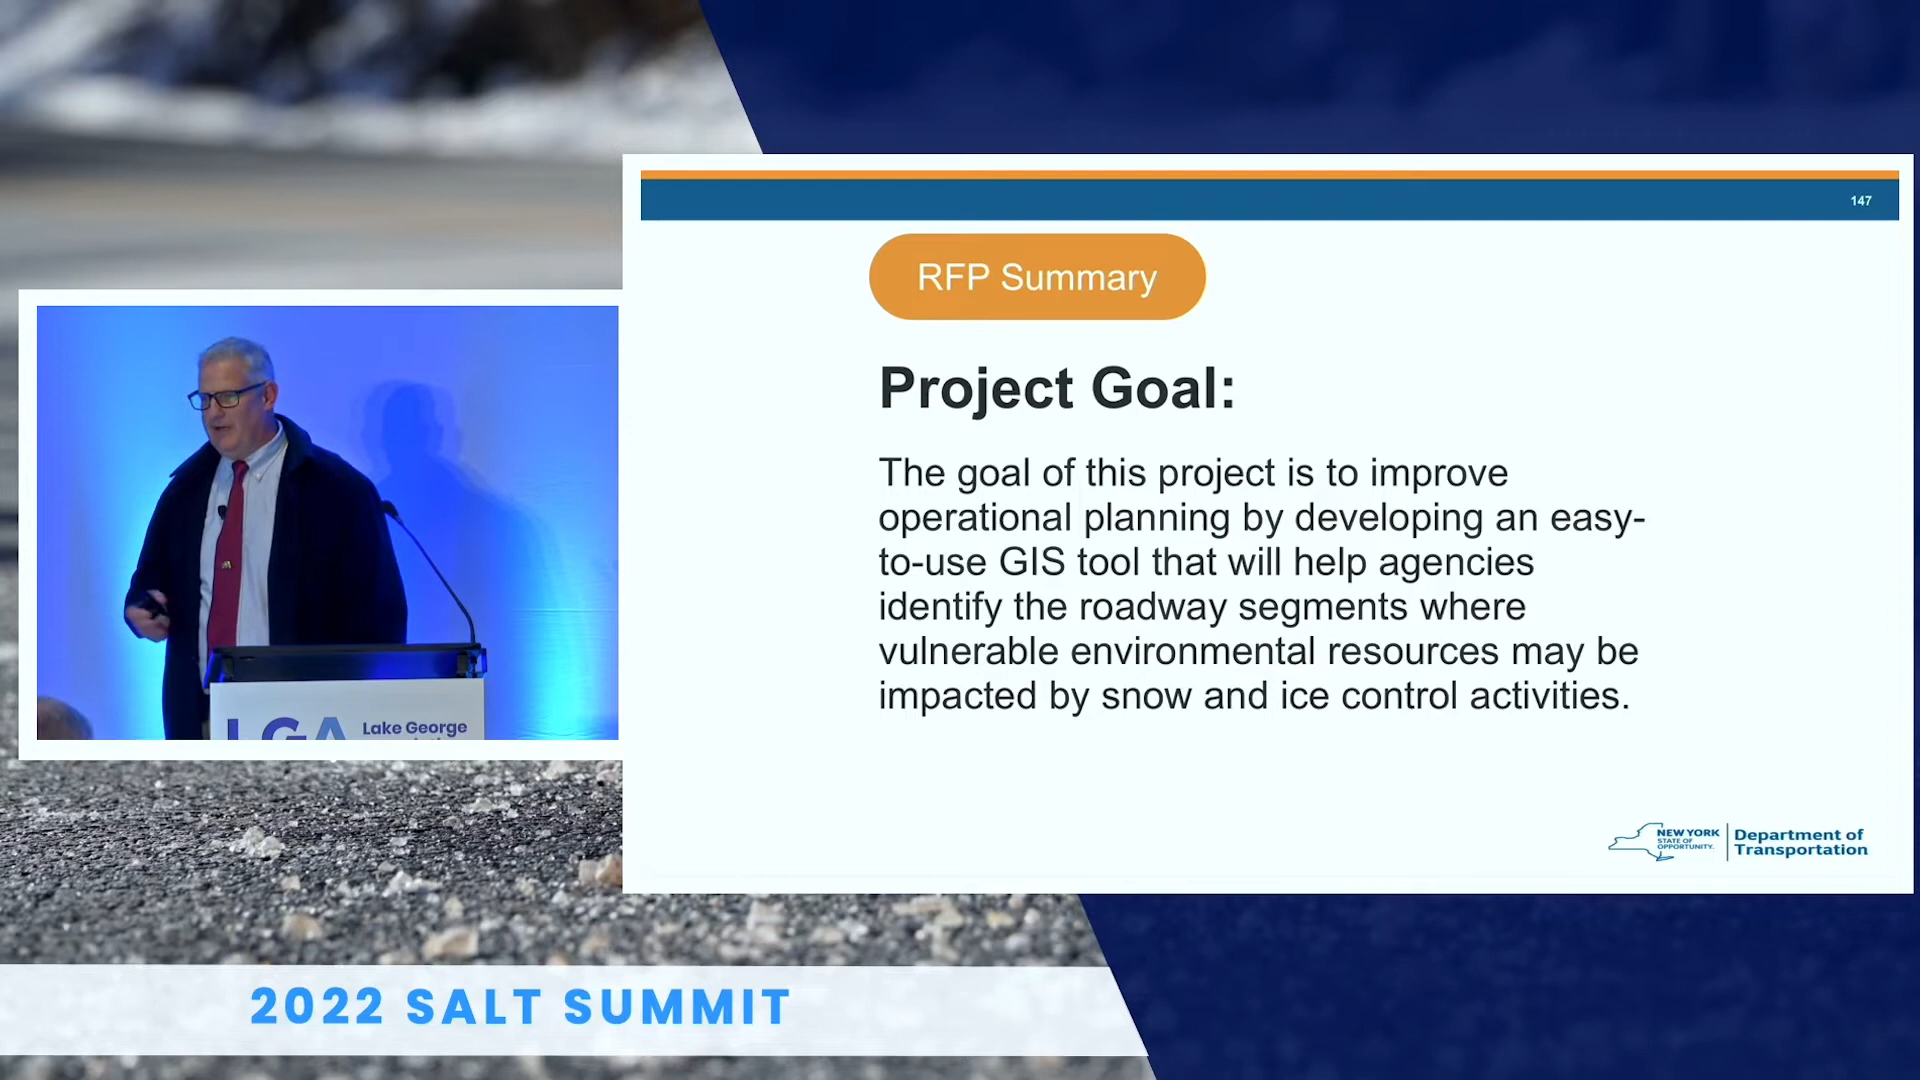 147
RFP Summary
Project Goal:
The goal of this project is to improve
operational planning by developing an easy-
to-use GIS tool that will help agencies
identify the roadway segments where
vulnerable environmental resources may be
impacted by snow and ice control activities.
NEW YORK
STATE OF
OPPORTUNITY.
Department of
Transportation
LGA
Lake George
2022 SALT SUMMIT